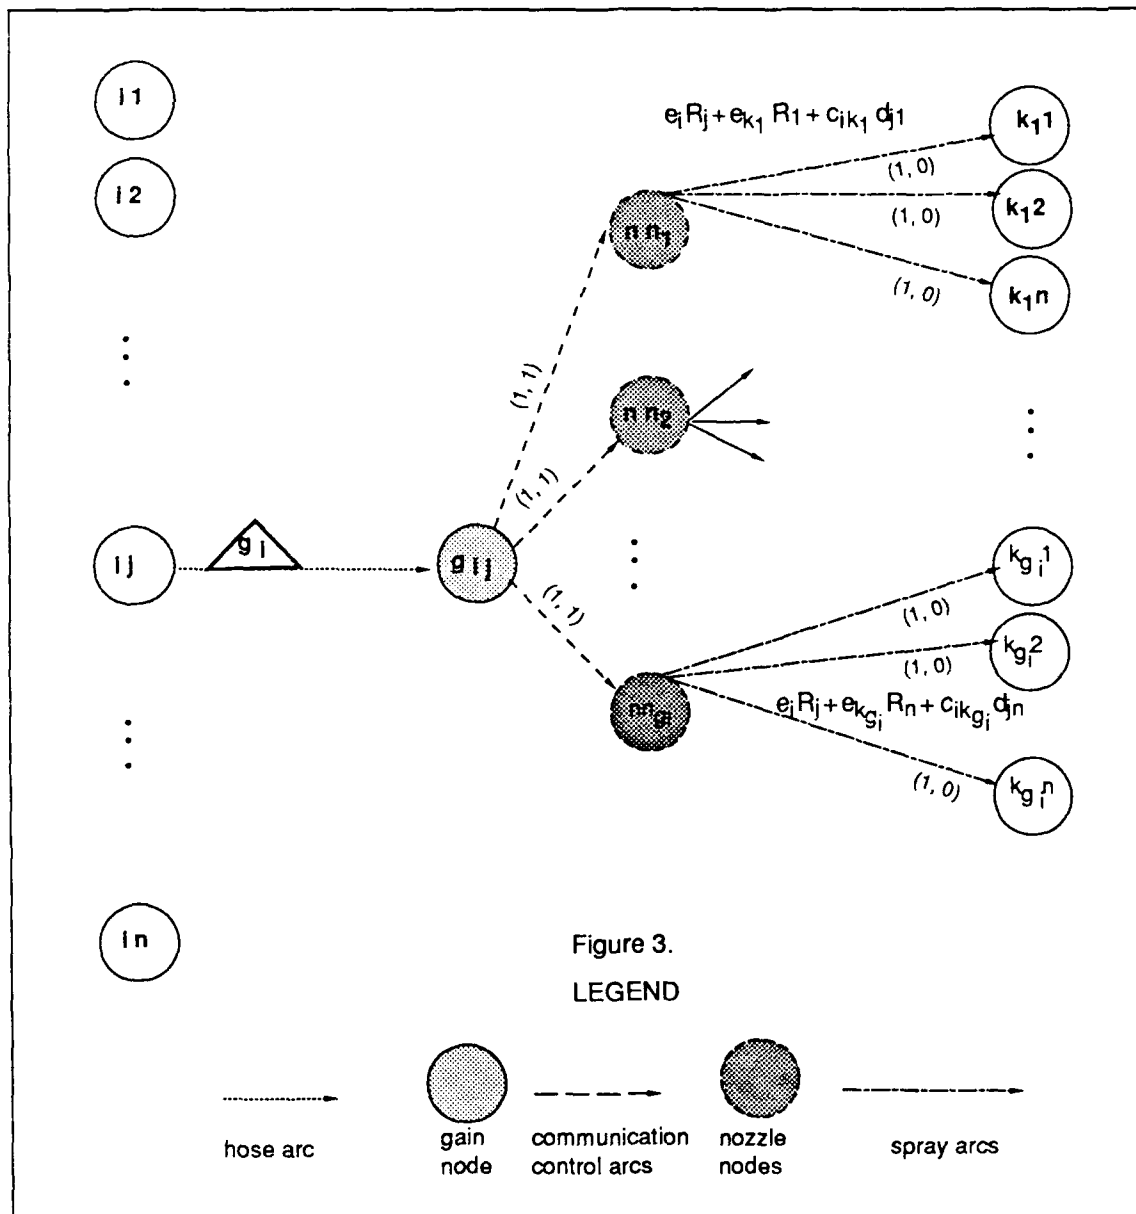 i 1
i 2
e_i R_j + e_{k_1} R_1 + c_{ik_1} d_{j1}
k_1 1
(1, 0)
n n_1
(1, 0)
k_1 2
(1, 0)
k_1 n
(1, 1)
n n_2
(1, 1)
i j
g_i
g_{ij}
(1, 1)
k_{g_i} 1
(1, 0)
k_{g_i} 2
(1, 0)
nn_{gi}
e_i R_j + e_{k_{g_i}} R_n + c_{ik_{g_i}} d_{jn}
(1, 0)
k_{g_i} n
i n
Figure 3.
LEGEND
hose arc
gain
node
communication
control arcs
nozzle
nodes
spray arcs